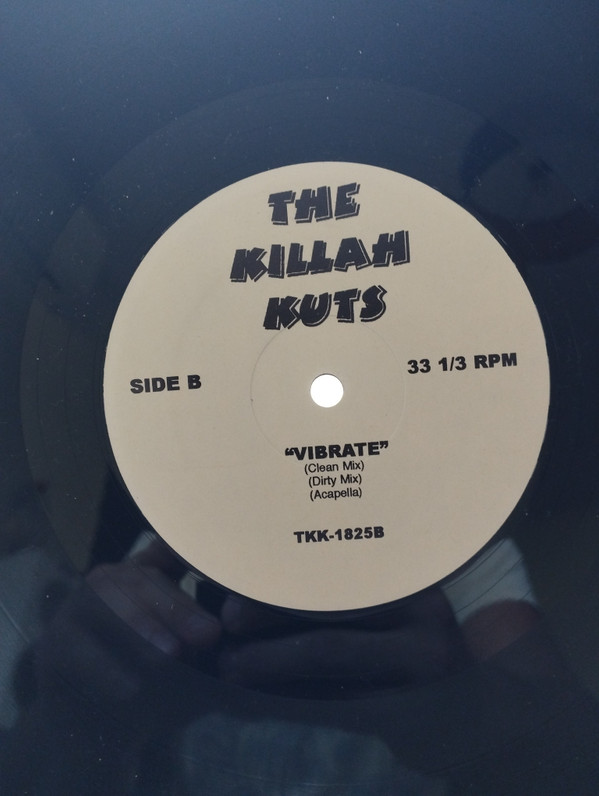 THE
KILLAH
KUTS
SIDE B
33 1/3 RPM
“VIBRATE”
(Clean Mix)
(Dirty Mix)
(Acapella)
TKK-1825B